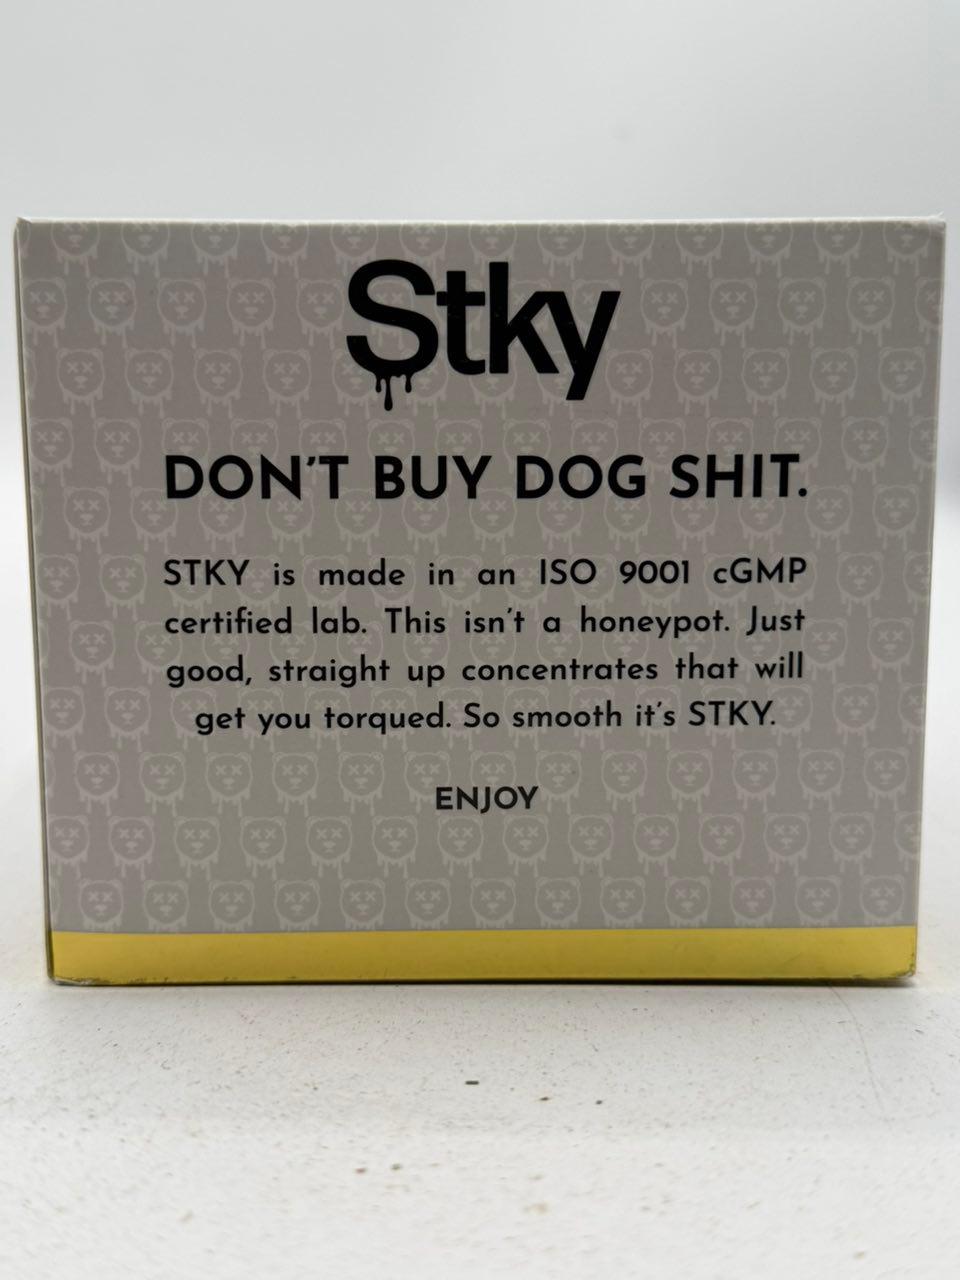 Stky
DON'T BUY DOG SHIT.
STKY is made in an ISO 9001 cGMP
certified lab. This isn't a honeypot. Just
good, straight up concentrates that will
get you torqued. So smooth it's STKY.
ENJOY